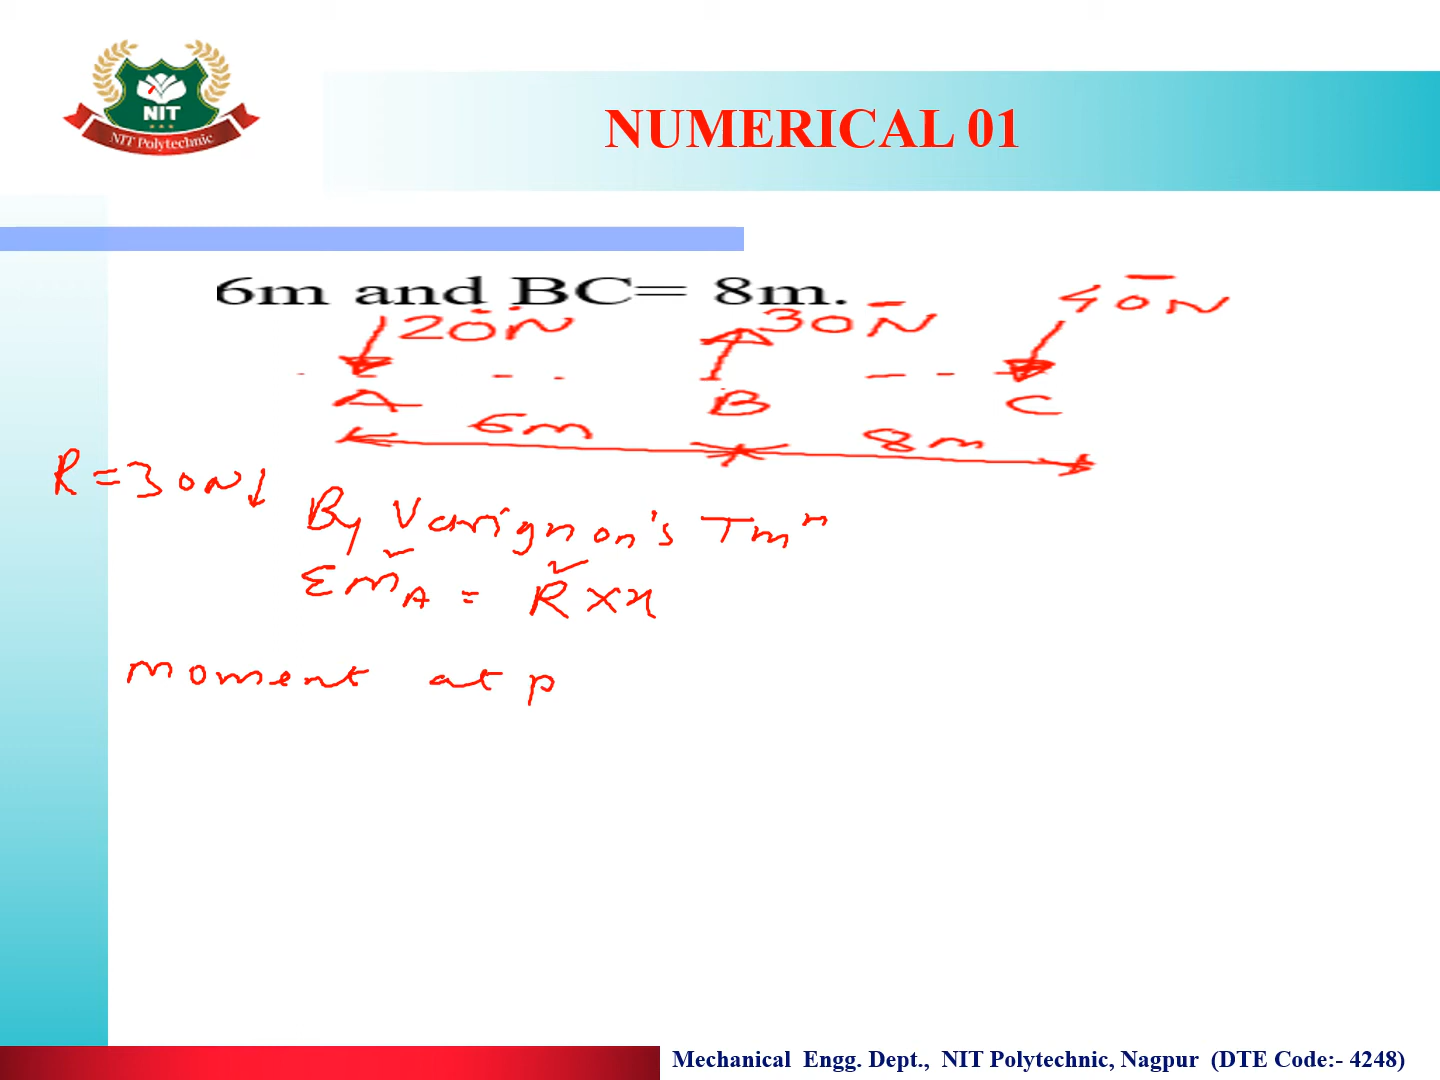 NIT
NIT Polytechnic
NUMERICAL 01
6m and BC= 8m.
20N 30N 40N
A B C
6m 8m
R = 30N↓
By Varignon's Tmn
ΣMA = R × x
moment at p
Mechanical Engg. Dept., NIT Polytechnic, Nagpur (DTE Code:- 4248)